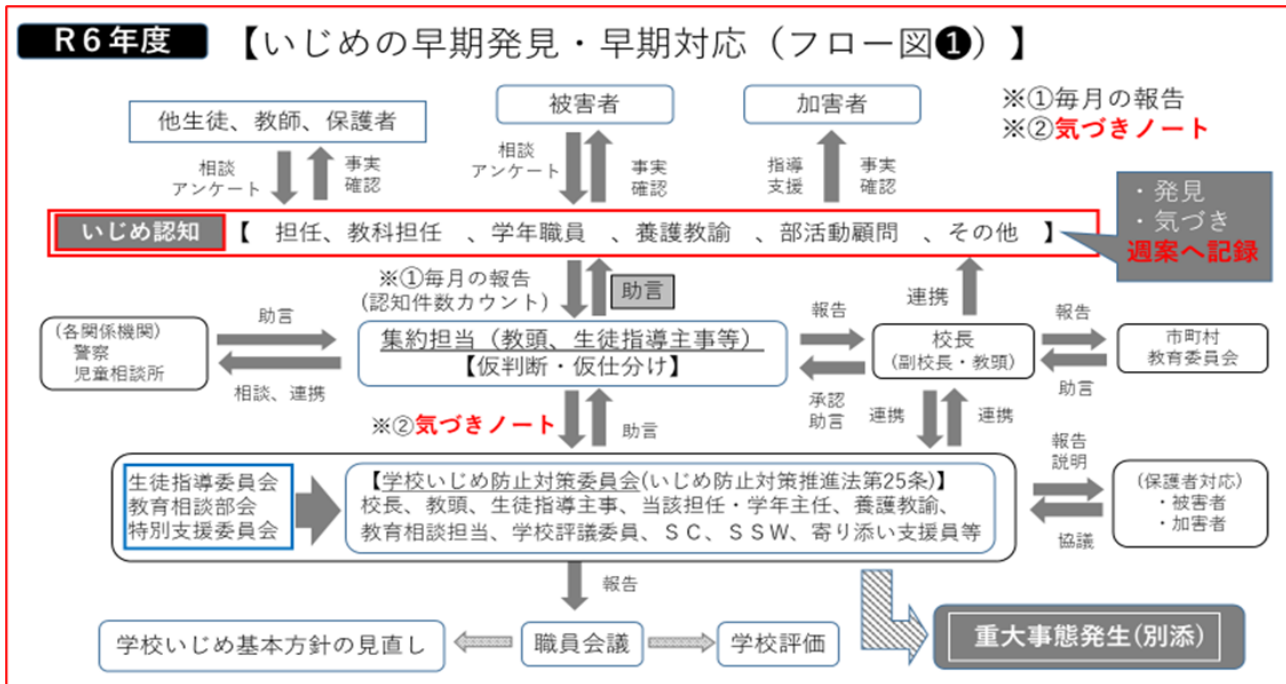 R6年度
【いじめの早期発見・早期対応(フロー図❶)】
他生徒、教師、保護者
被害者
加害者
※①毎月の報告
※②気づきノート
相談
アンケート
事実
確認
相談
アンケート
事実
確認
指導
支援
事実
確認
・発見
・気づき
週案へ記録
いじめ認知
【 担任、教科担任 、学年職員 、養護教諭 、部活動顧問 、その他 】
※①毎月の報告
(認知件数カウント)
助言
連携
(各関係機関)
警察
児童相談所
助言
相談、連携
集約担当(教頭、生徒指導主事等)
【仮判断・仮仕分け】
報告
承認
助言
校長
(副校長・教頭)
報告
助言
市町村
教育委員会
※②気づきノート
助言
連携
連携
生徒指導委員会
教育相談部会
特別支援委員会
【学校いじめ防止対策委員会(いじめ防止対策推進法第25条)】
校長、教頭、生徒指導主事、当該担任・学年主任、養護教諭、
教育相談担当、学校評議委員、SC、SSW、寄り添い支援員等
報告
説明
協議
(保護者対応)
・被害者
・加害者
報告
学校いじめ基本方針の見直し
職員会議
学校評価
重大事態発生(別添)